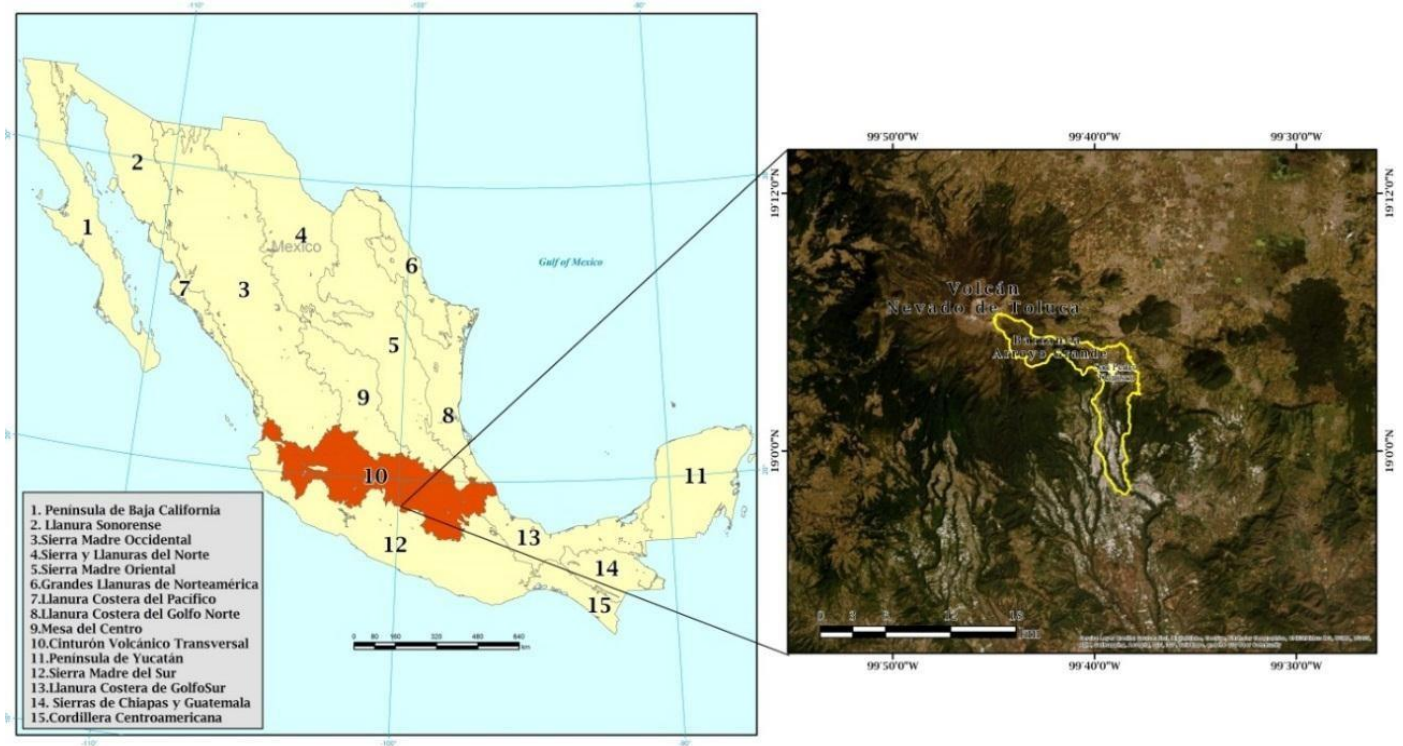 -110°
-100°
-90°
1
2
3
4
Mexico
5
6
7
8
9
10
11
12
13
14
15
Gulf of Mexico
20°
1. Península de Baja California
2. Llanura Sonorense
3.Sierra Madre Occidental
4.Sierra y Llanuras del Norte
5.Sierra Madre Oriental
6.Grandes Llanuras de Norteamérica
7.Llanura Costera del Pacífico
8.Llanura Costera del Golfo Norte
9.Mesa del Centro
10.Cinturón Volcánico Transversal
11.Península de Yucatán
12.Sierra Madre del Sur
13.Llanura Costera de GolfoSur
14. Sierras de Chiapas y Guatemala
15.Cordillera Centroamericana
0 80 160 320 480 640
km
-110°
-100°
-90°
99°50'0"W
99°40'0"W
99°30'0"W
19°12'0"N
19°12'0"N
Volcán
Nevado de Toluca
Barranca
Arroyo Grande
19°0'0"N
19°0'0"N
0 3 6 12 18
km
99°50'0"W
99°40'0"W
99°30'0"W